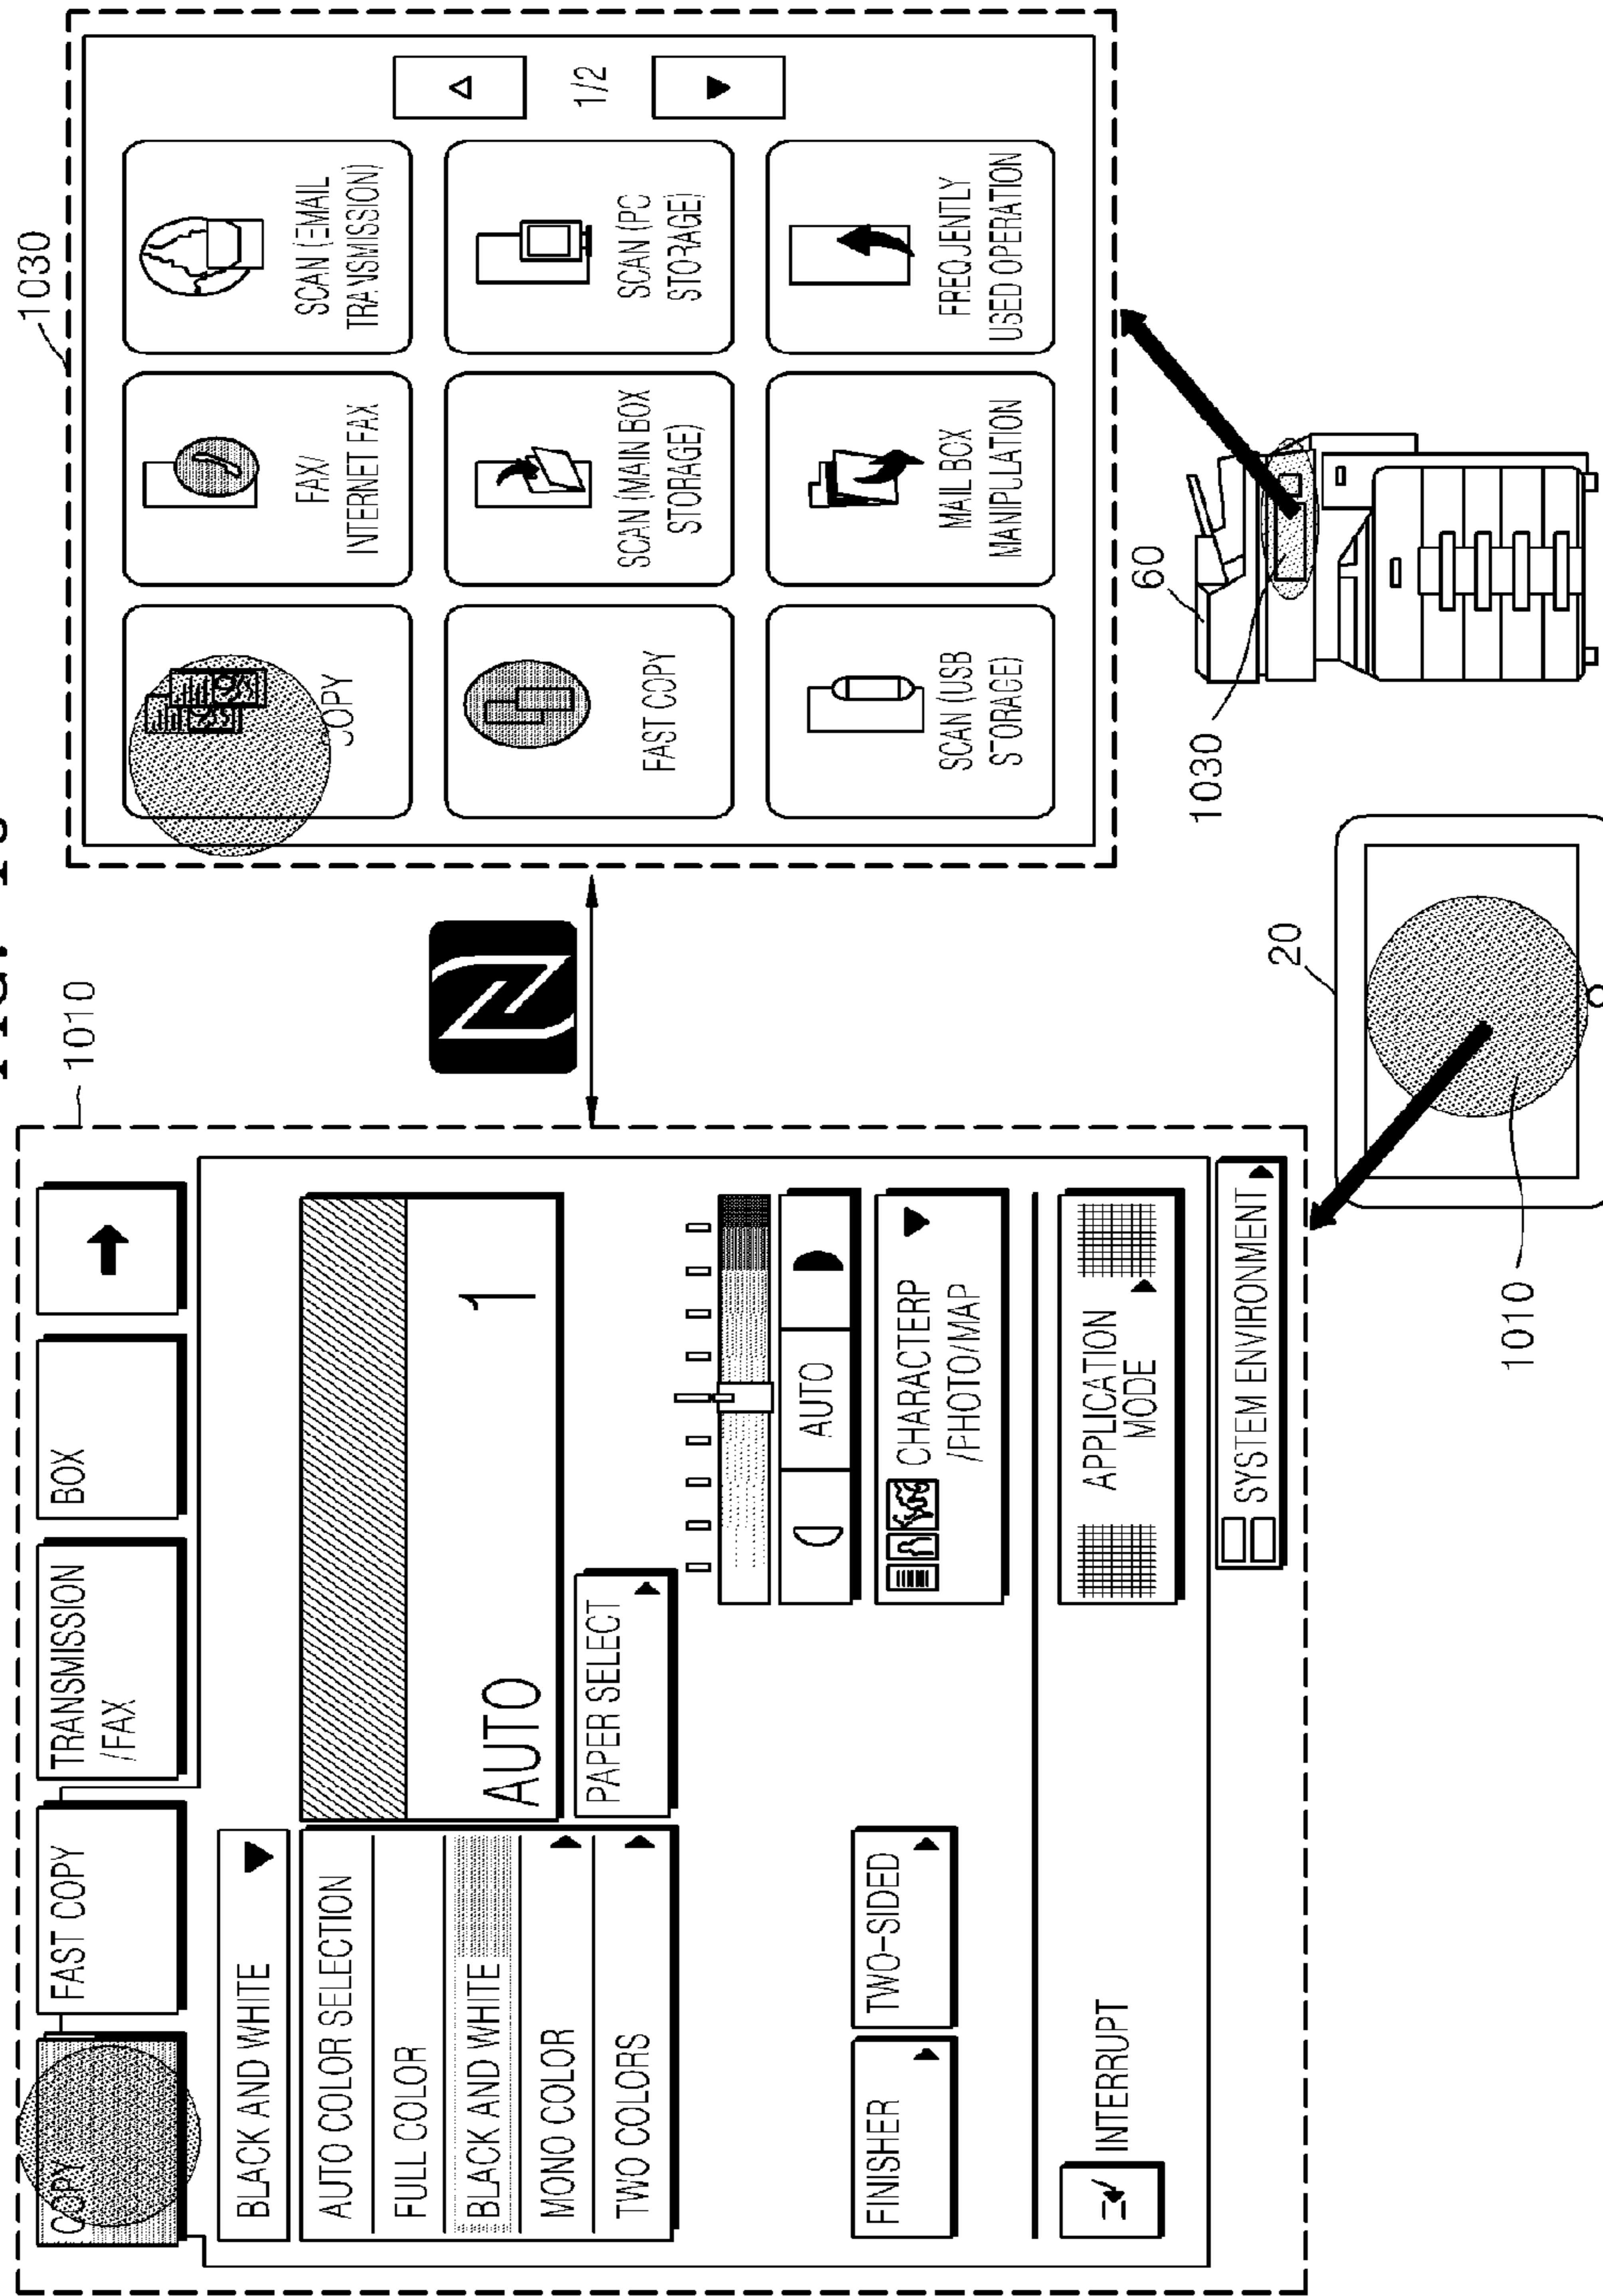 1010
COPY
FAST COPY
TRANSMISSION
/FAX
BOX
BLACK AND WHITE
AUTO COLOR SELECTION
FULL COLOR
BLACK AND WHITE
MONO COLOR
TWO COLORS
AUTO
1
PAPER SELECT
AUTO
CHARACTERP
/PHOTO/MAP
FINISHER
TWO-SIDED
INTERRUPT
APPLICATION
MODE
SYSTEM ENVIRONMENT
1030
COPY
FAX/
INTERNET FAX
SCAN (EMAIL
TRANSMISSION)
FAST COPY
SCAN (MAIN BOX
STORAGE)
SCAN (PC
STORAGE)
SCAN (USB
STORAGE)
MAIL BOX
MANIPULATION
FREQUENTLY
USED OPERATION
1/2
20
1010
60
1030